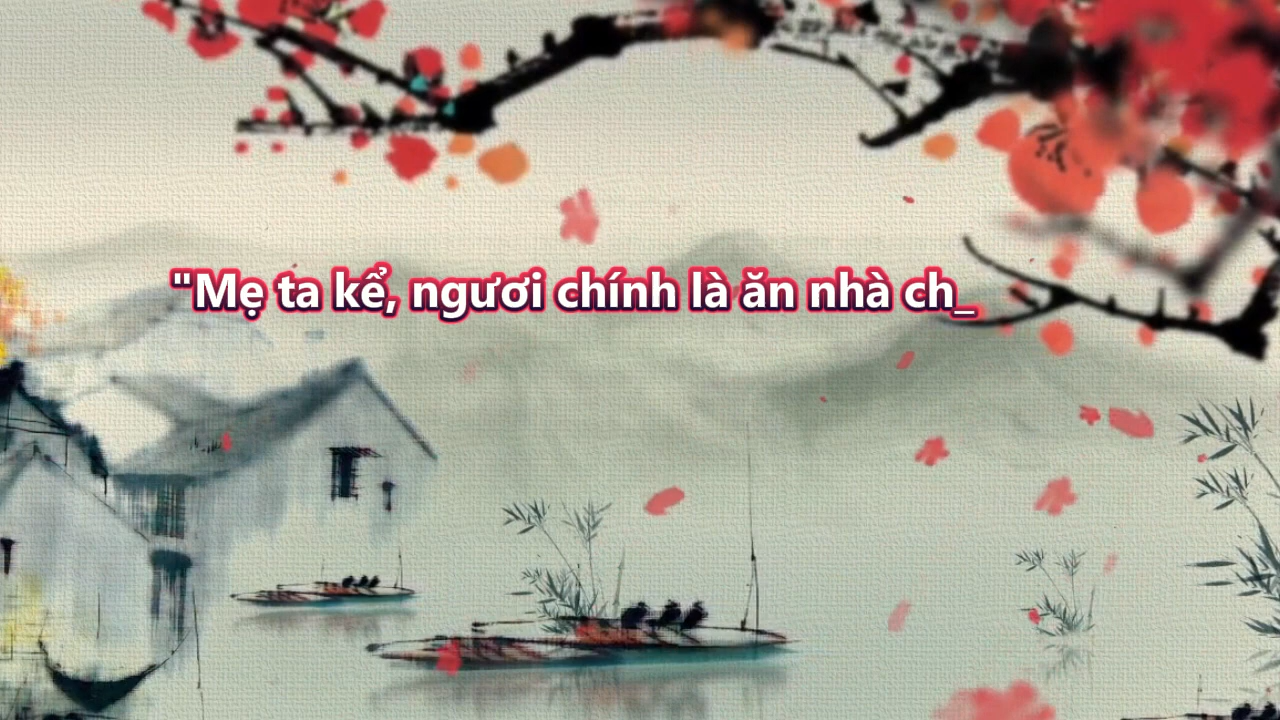 "Mẹ ta kể, ngươi chính là ăn nhà ch_